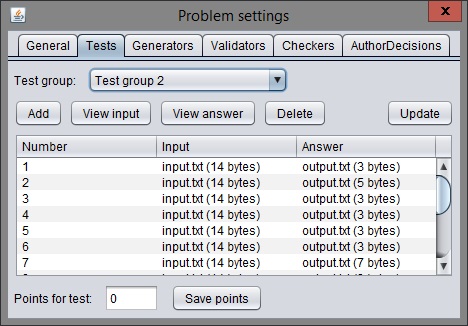 Problem settings
General Tests Generators Validators Checkers AuthorDecisions
Test group: Test group 2
Add View input View answer Delete Update
Number Input Answer
1 input.txt (14 bytes) output.txt (3 bytes)
2 input.txt (14 bytes) output.txt (5 bytes)
3 input.txt (14 bytes) output.txt (3 bytes)
4 input.txt (14 bytes) output.txt (3 bytes)
5 input.txt (14 bytes) output.txt (3 bytes)
6 input.txt (14 bytes) output.txt (3 bytes)
7 input.txt (14 bytes) output.txt (7 bytes)
Points for test: 0 Save points